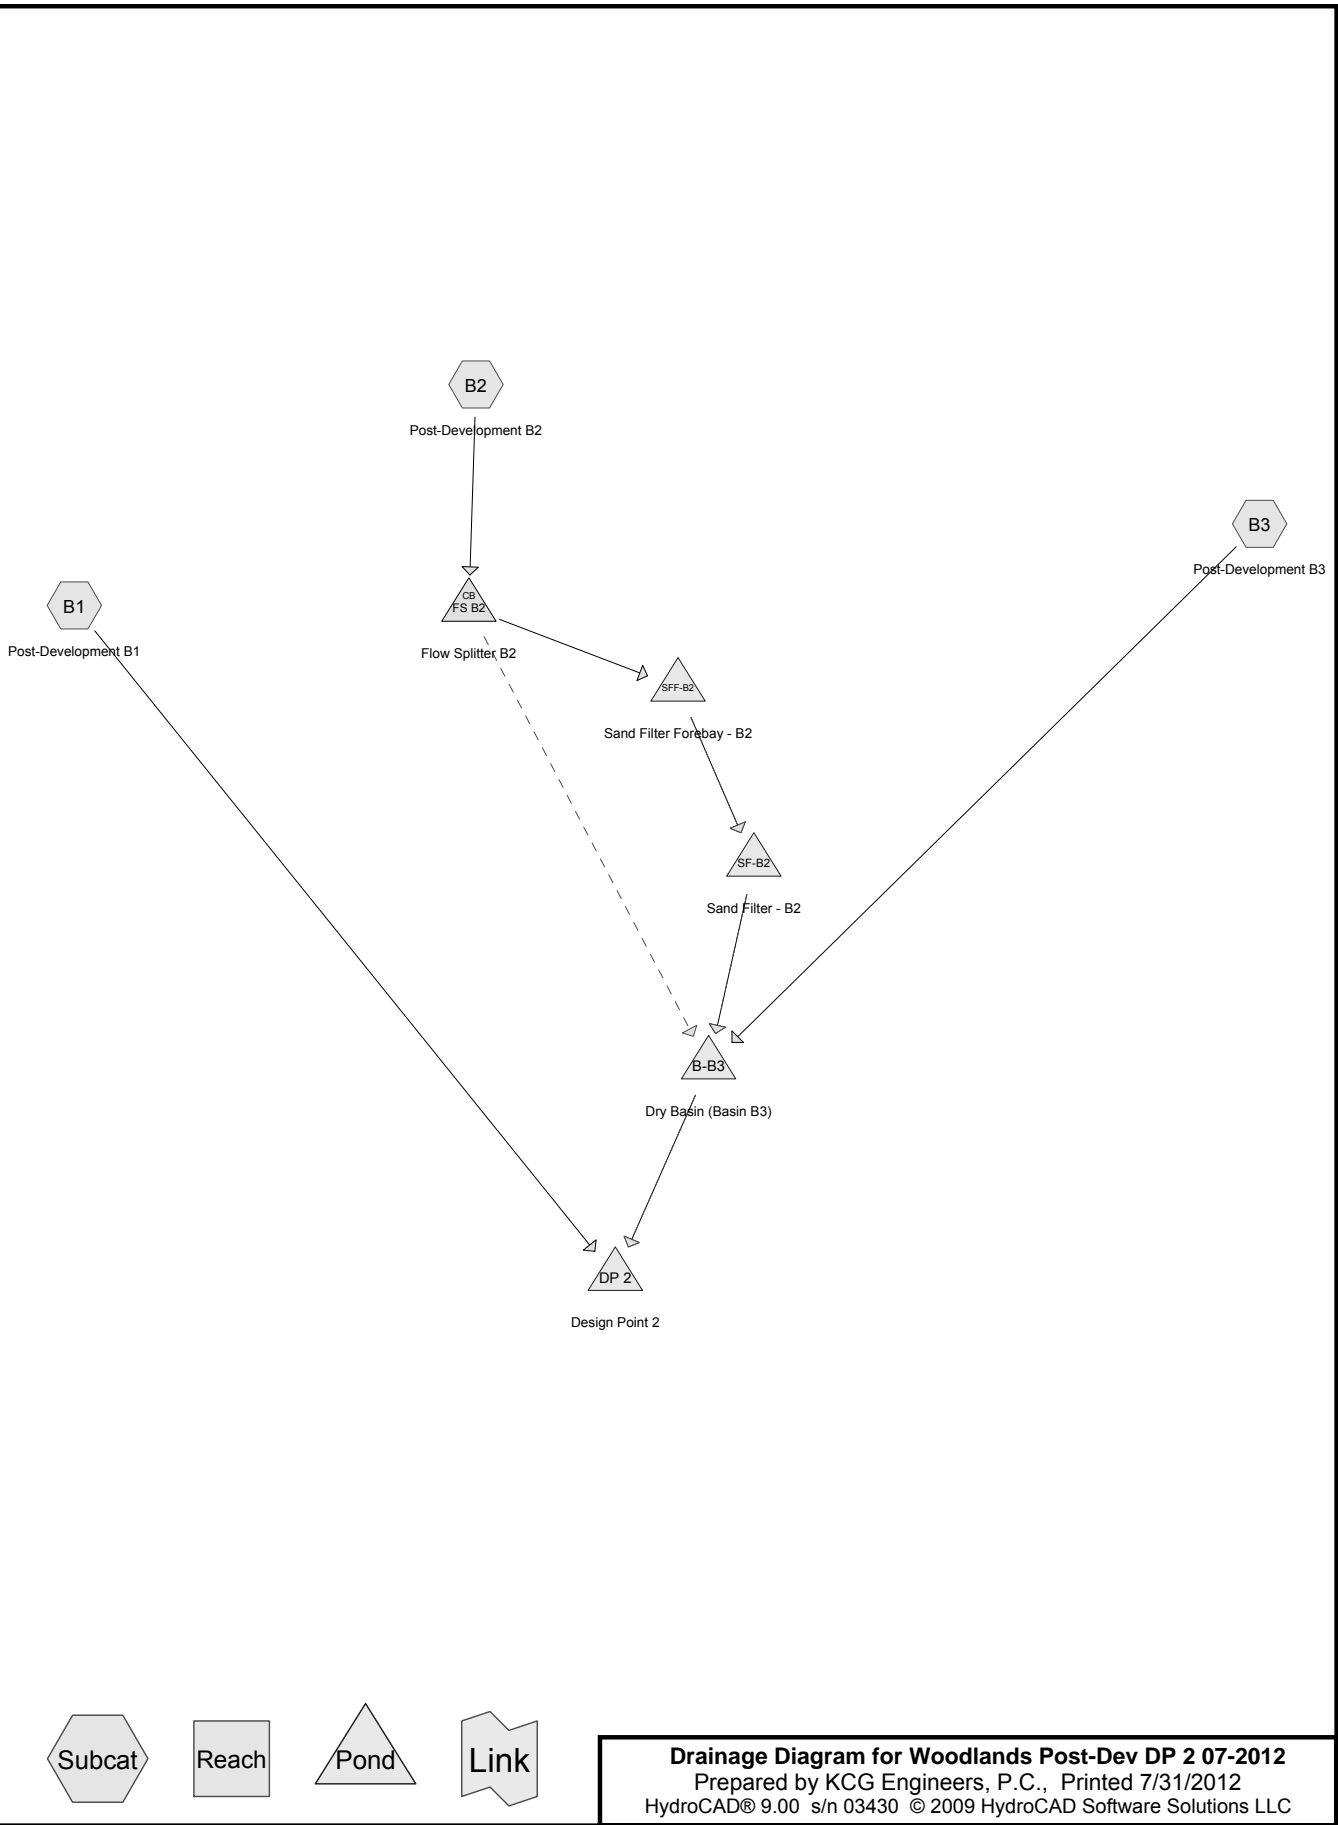 B2
Post-Development B2
B3
Post-Development B3
CB
FS B2
Flow Splitter B2
B1
Post-Development B1
SFF-B2
Sand Filter Forebay - B2
SF-B2
Sand Filter - B2
B-B3
Dry Basin (Basin B3)
DP 2
Design Point 2
Subcat
Reach
Pond
Link
Drainage Diagram for Woodlands Post-Dev DP 2 07-2012
Prepared by KCG Engineers, P.C., Printed 7/31/2012
HydroCAD® 9.00 s/n 03430 © 2009 HydroCAD Software Solutions LLC